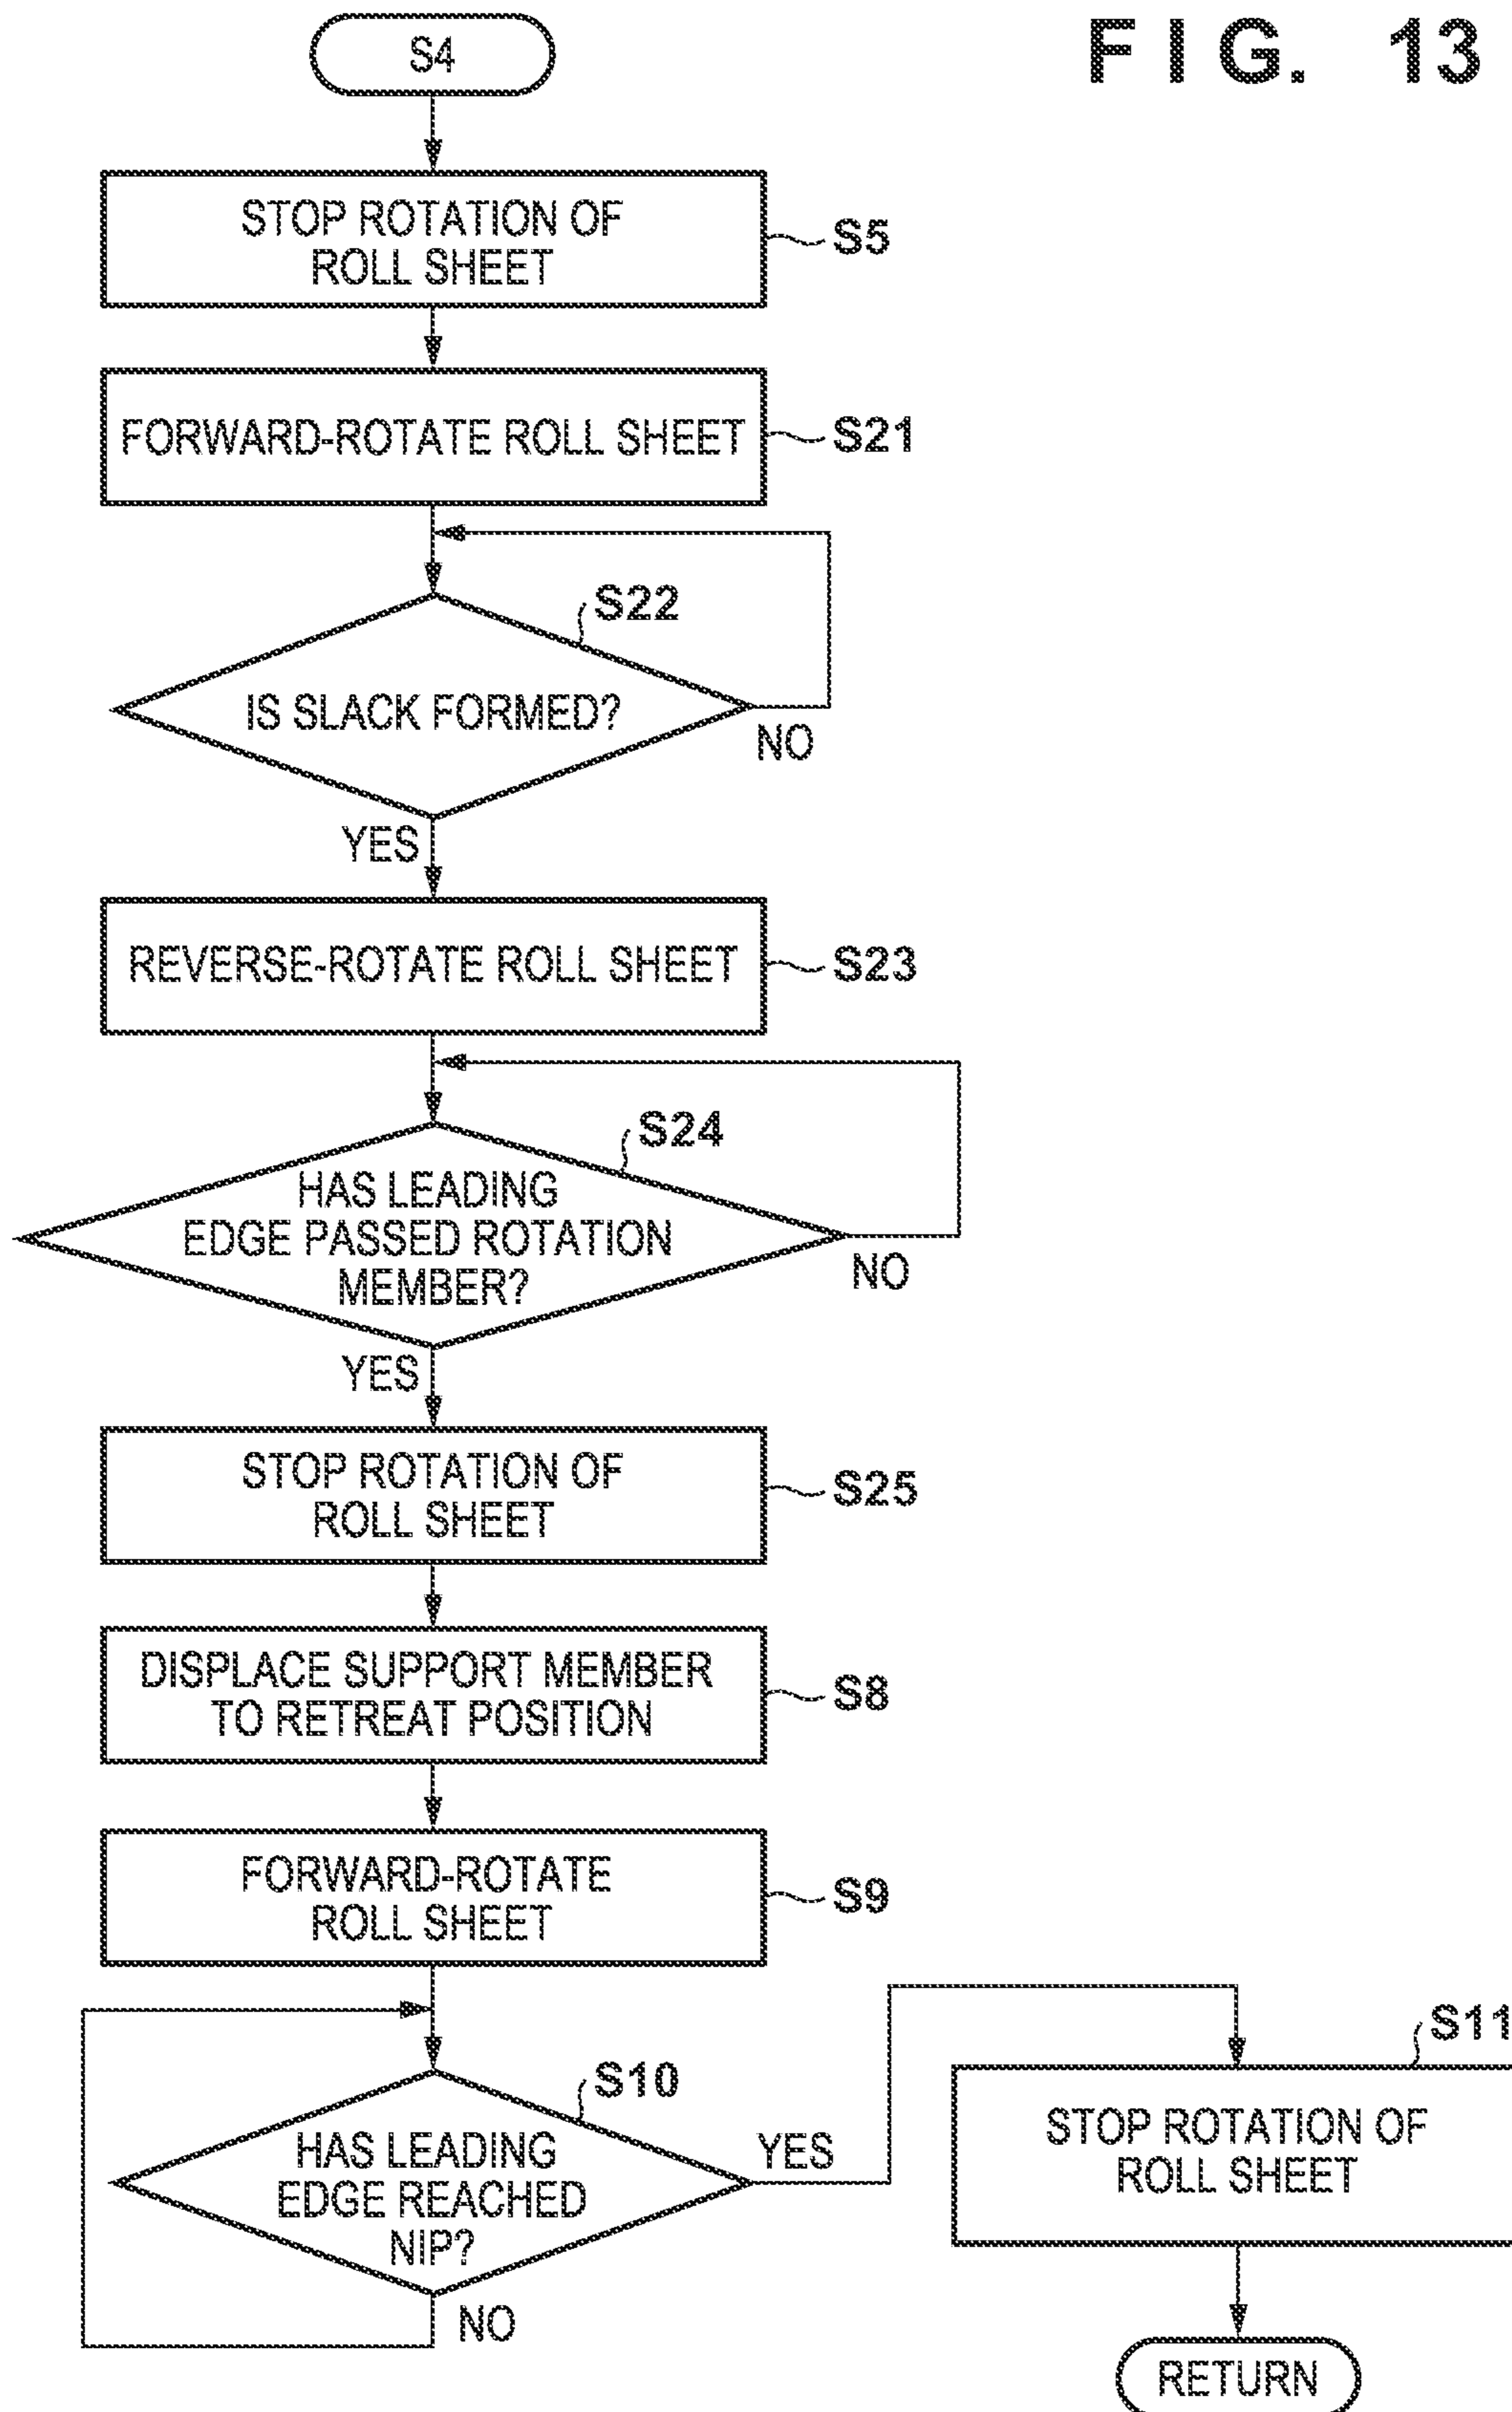 F I G. 13
S4
STOP ROTATION OF
ROLL SHEET
S5
FORWARD-ROTATE ROLL SHEET
S21
S22
IS SLACK FORMED?
NO
YES
REVERSE-ROTATE ROLL SHEET
S23
S24
HAS LEADING
EDGE PASSED ROTATION
MEMBER?
NO
YES
STOP ROTATION OF
ROLL SHEET
S25
DISPLACE SUPPORT MEMBER
TO RETREAT POSITION
S8
FORWARD-ROTATE
ROLL SHEET
S9
S10
HAS LEADING
EDGE REACHED
NIP?
YES
NO
S11
STOP ROTATION OF
ROLL SHEET
RETURN